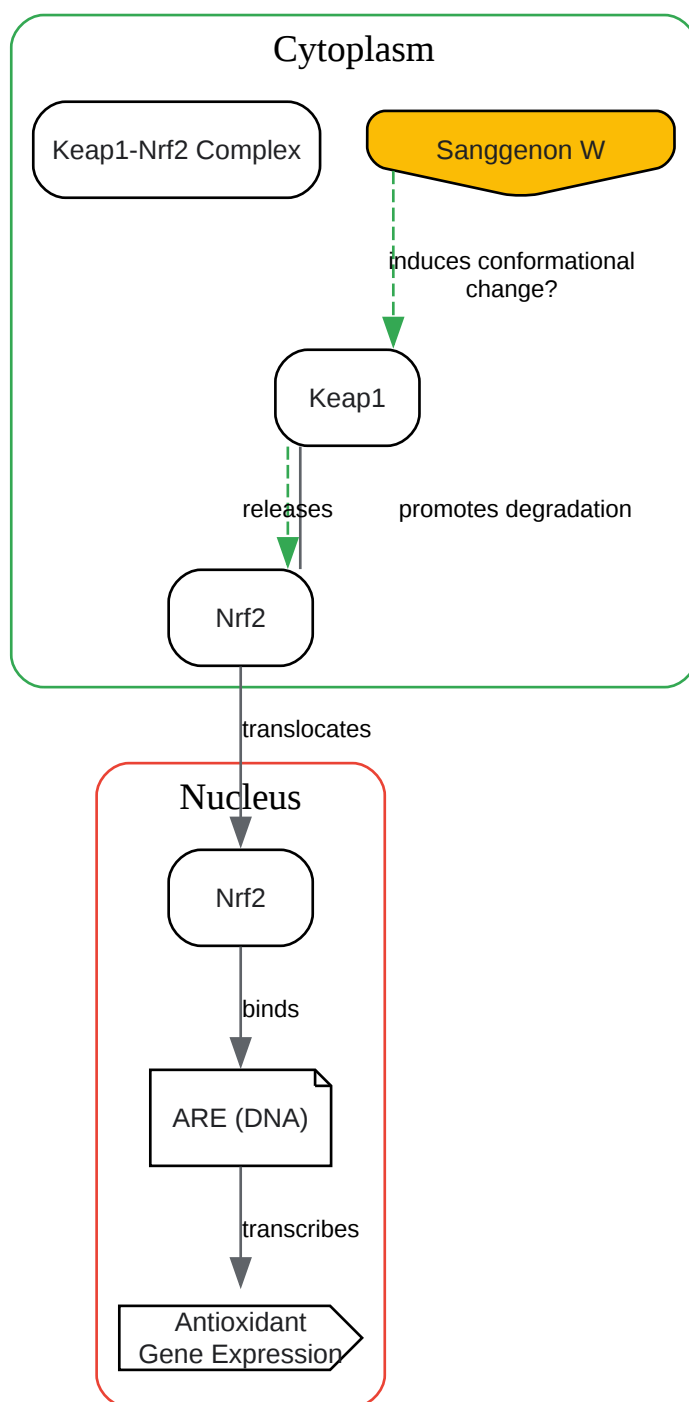 Cytoplasm
Keap1-Nrf2 Complex
Sanggenon W
induces conformational
change?
Keap1
releases
promotes degradation
Nrf2
translocates
Nucleus
Nrf2
binds
ARE (DNA)
transcribes
Antioxidant
Gene Expression